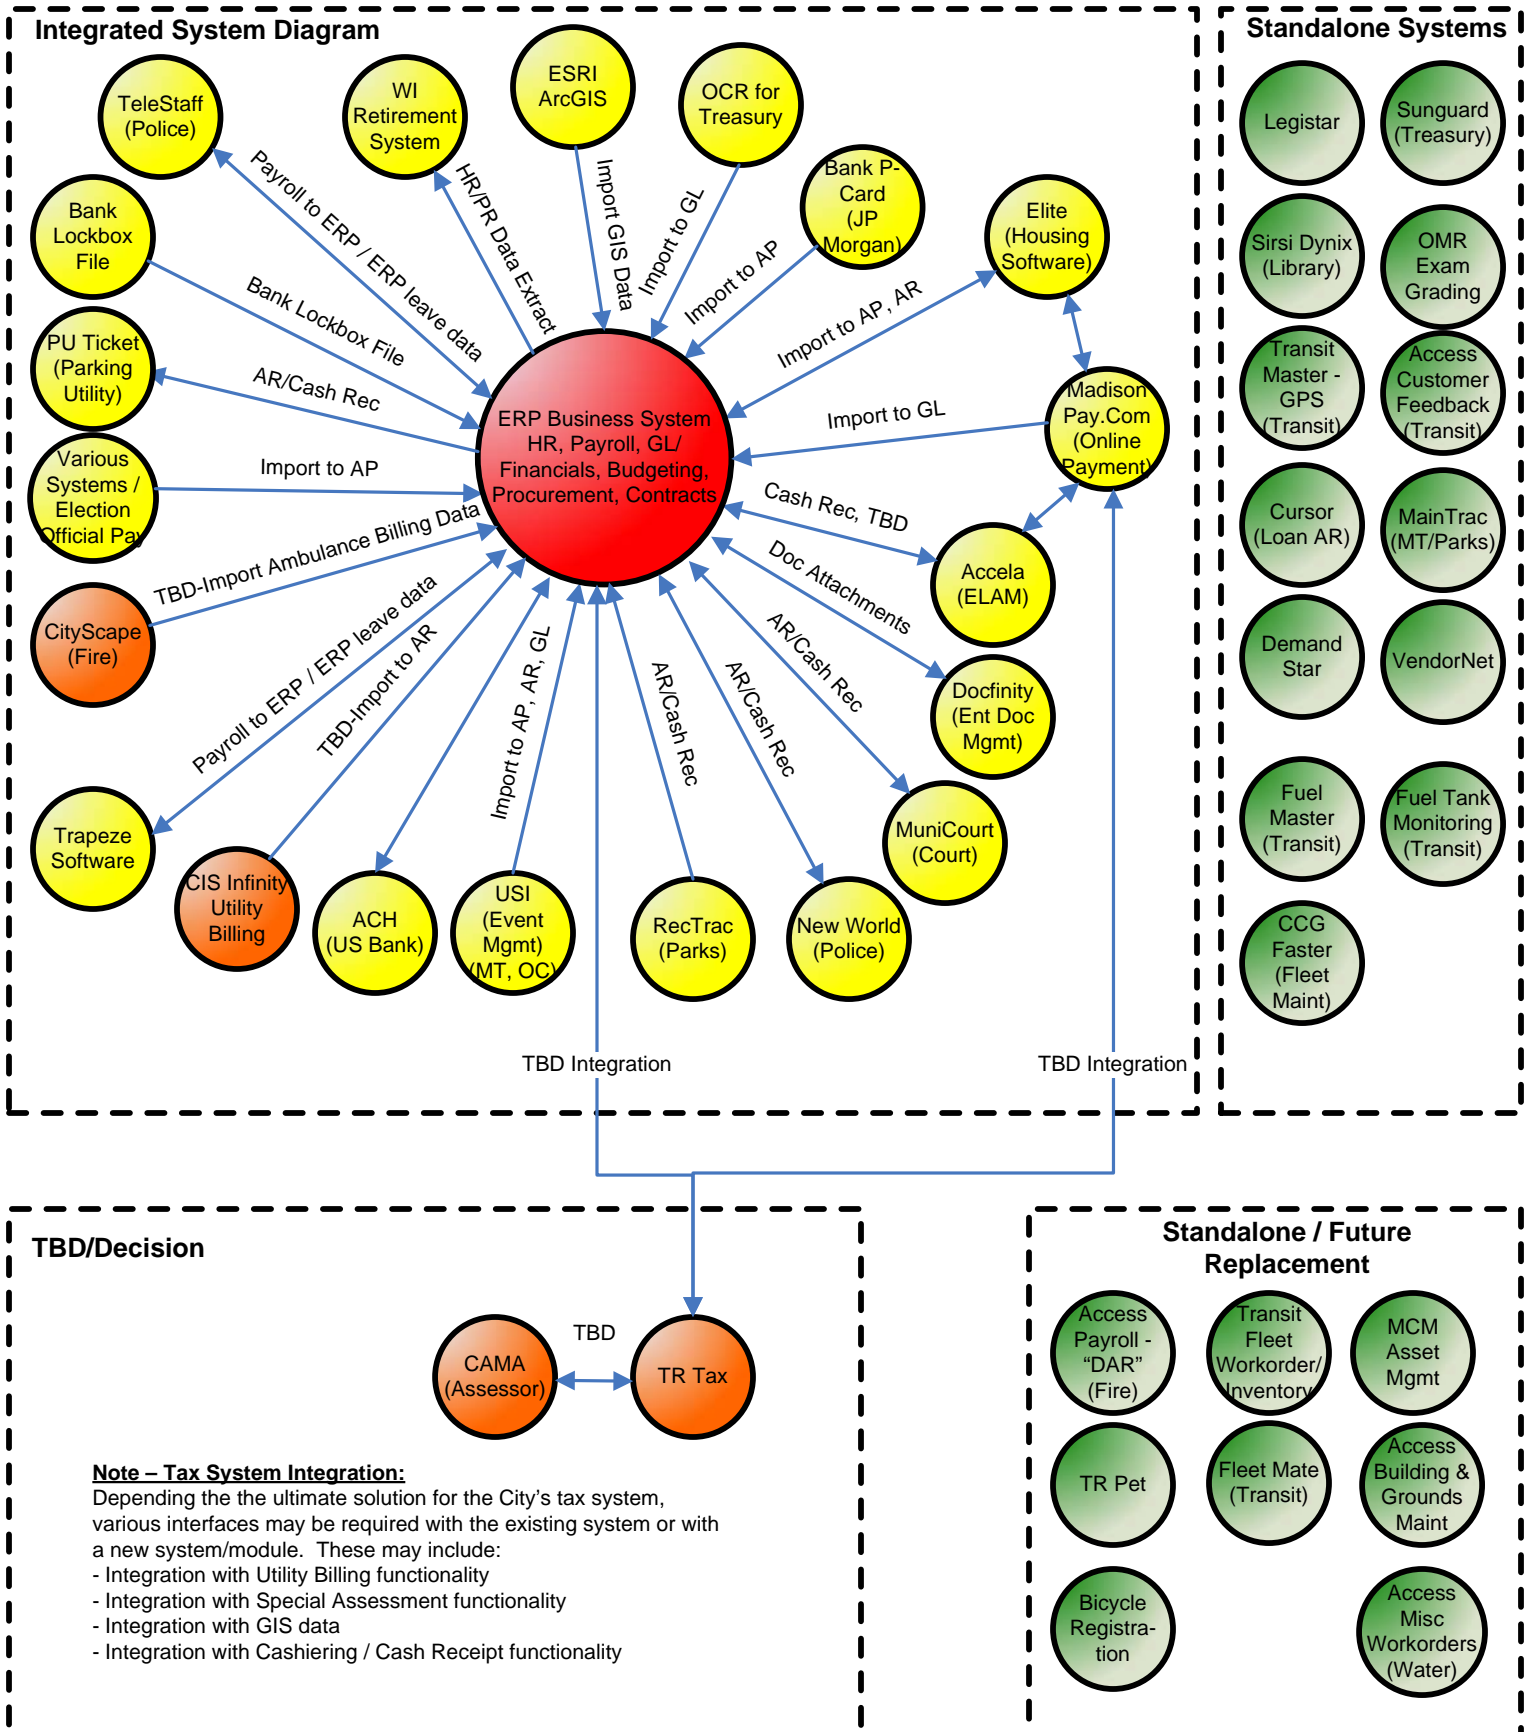 Integrated System Diagram
TeleStaff
(Police)
WI
Retirement
System
ESRI
ArcGIS
OCR for
Treasury
Bank P-
Card
(JP
Morgan)
Elite
(Housing
Software)
Bank
Lockbox
File
PU Ticket
(Parking
Utility)
Various
Systems /
Election
Official Pay
CityScape
(Fire)
Trapeze
Software
CIS Infinity
Utility
Billing
ACH
(US Bank)
USI
(Event
Mgmt)
(MT, OC)
RecTrac
(Parks)
New World
(Police)
MuniCourt
(Court)
Docfinity
(Ent Doc
Mgmt)
Accela
(ELAM)
Madison
Pay.Com
(Online
Payment)
ERP Business System
HR, Payroll, GL/
Financials, Budgeting,
Procurement, Contracts
Payroll to ERP / ERP leave data
HR/PR Data Extract
Import GIS Data
Import to GL
Import to AP
Import to AP, AR
Import to GL
Bank Lockbox File
AR/Cash Rec
Import to AP
TBD-Import Ambulance Billing Data
Payroll to ERP / ERP leave data
TBD-Import to AR
Import to AP, AR, GL
AR/Cash Rec
AR/Cash Rec
AR/Cash Rec
Doc Attachments
Cash Rec, TBD
TBD Integration
TBD Integration
Standalone Systems
Legistar
Sunguard
(Treasury)
Sirsi Dynix
(Library)
OMR
Exam
Grading
Transit
Master -
GPS
(Transit)
Access
Customer
Feedback
(Transit)
Cursor
(Loan AR)
MainTrac
(MT/Parks)
Demand
Star
VendorNet
Fuel
Master
(Transit)
Fuel Tank
Monitoring
(Transit)
CCG
Faster
(Fleet
Maint)
TBD/Decision
CAMA
(Assessor)
TBD
TR Tax
Note – Tax System Integration:
Depending the the ultimate solution for the City’s tax system,
various interfaces may be required with the existing system or with
a new system/module.  These may include:
- Integration with Utility Billing functionality
- Integration with Special Assessment functionality
- Integration with GIS data
- Integration with Cashiering / Cash Receipt functionality
Standalone / Future
Replacement
Access
Payroll -
“DAR”
(Fire)
Transit
Fleet
Workorder/
Inventory
MCM
Asset
Mgmt
TR Pet
Fleet Mate
(Transit)
Access
Building &
Grounds
Maint
Bicycle
Registra-
tion
Access
Misc
Workorders
(Water)